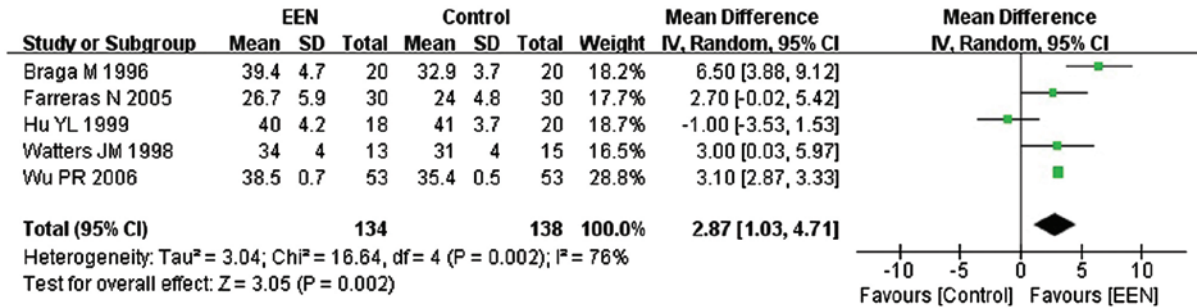 EEN Control Mean Difference Mean Difference
Study or Subgroup Mean SD Total Mean SD Total Weight IV, Random, 95% CI IV, Random, 95% CI
Braga M 1996 39.4 4.7 20 32.9 3.7 20 18.2% 6.50 [3.88, 9.12]
Farreras N 2005 26.7 5.9 30 24 4.8 30 17.7% 2.70 [-0.02, 5.42]
Hu YL 1999 40 4.2 18 41 3.7 20 18.7% -1.00 [-3.53, 1.53]
Watters JM 1998 34 4 13 31 4 15 16.5% 3.00 [0.03, 5.97]
Wu PR 2006 38.5 0.7 53 35.4 0.5 53 28.8% 3.10 [2.87, 3.33]
Total (95% CI) 134 138 100.0% 2.87 [1.03, 4.71]
Heterogeneity: Tau² = 3.04; Chi² = 16.64, df = 4 (P = 0.002); I² = 76%
Test for overall effect: Z = 3.05 (P = 0.002)
-10 -5 0 5 10
Favours [Control] Favours [EEN]